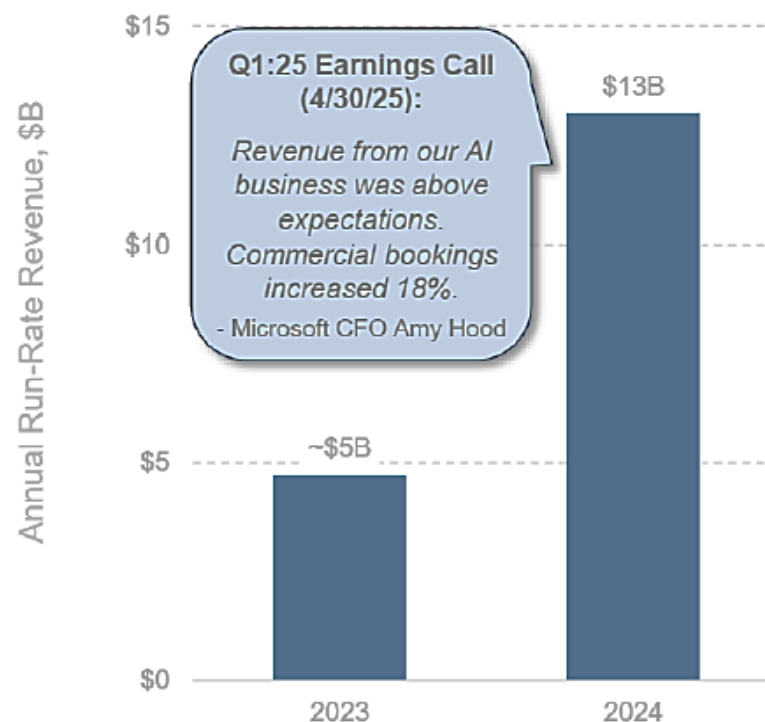 Annual Run-Rate Revenue, $B
$15
$10
$5
$0
Q1:25 Earnings Call
(4/30/25):
Revenue from our AI
business was above
expectations.
Commercial bookings
increased 18%.
- Microsoft CFO Amy Hood
~$5B
$13B
2023
2024